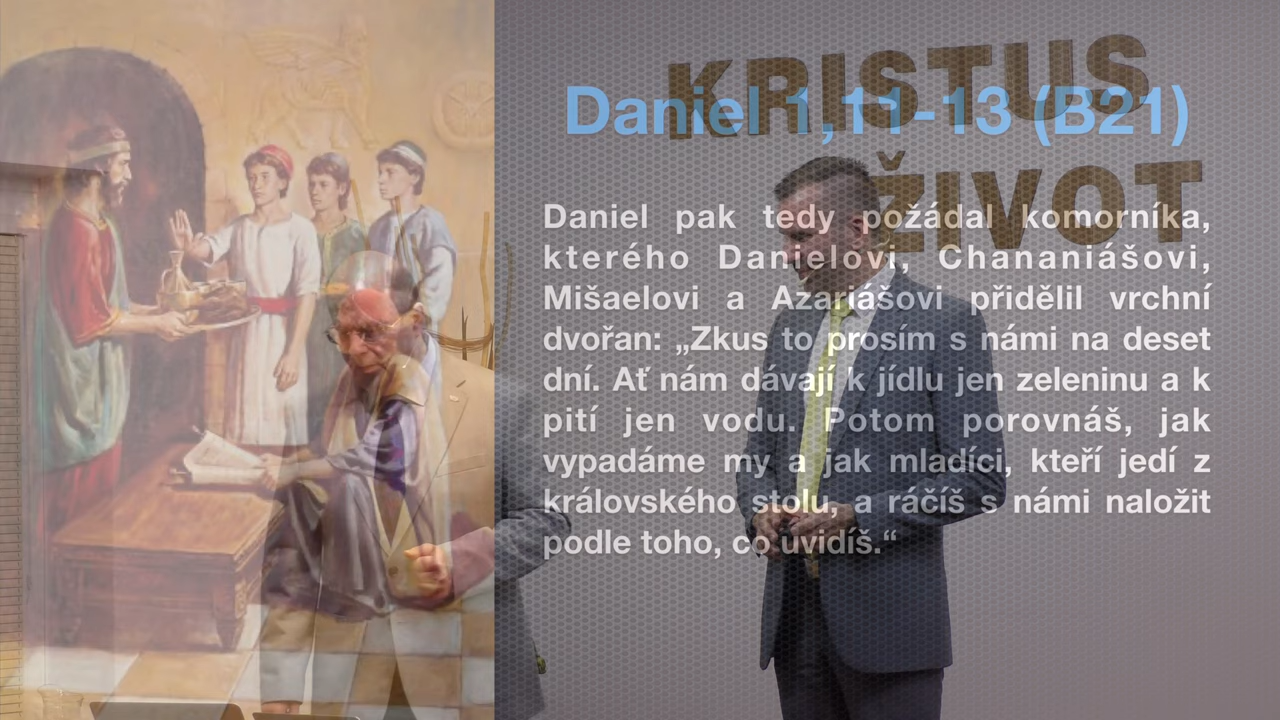 KRISTUS
Daniel 1,11-13 (B21)
ŽIVOT
Daniel pak tedy požádal komorníka,
kterého Danielovi, Chananiášovi,
Mišaelovi a Azariášovi přidělil vrchní
dvořan: „Zkus to prosím s námi na deset
dní. Ať nám dávají k jídlu jen zeleninu a k
pití jen vodu. Potom porovnáš, jak
vypadáme my a jak mladíci, kteří jedí z
královského stolu, a ráčíš s námi naložit
podle toho, co uvidíš.“